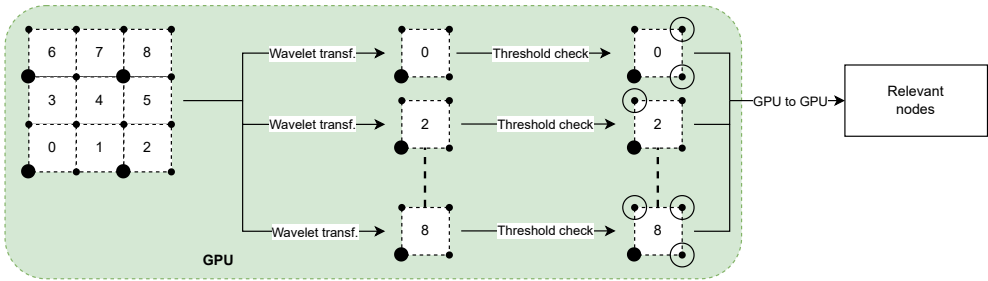 6 7 8
3 4 5
0 1 2
Wavelet transf. 0 Threshold check 0
Wavelet transf. 2 Threshold check 2
Wavelet transf. 8 Threshold check 8
GPU to GPU
Relevant
nodes
GPU